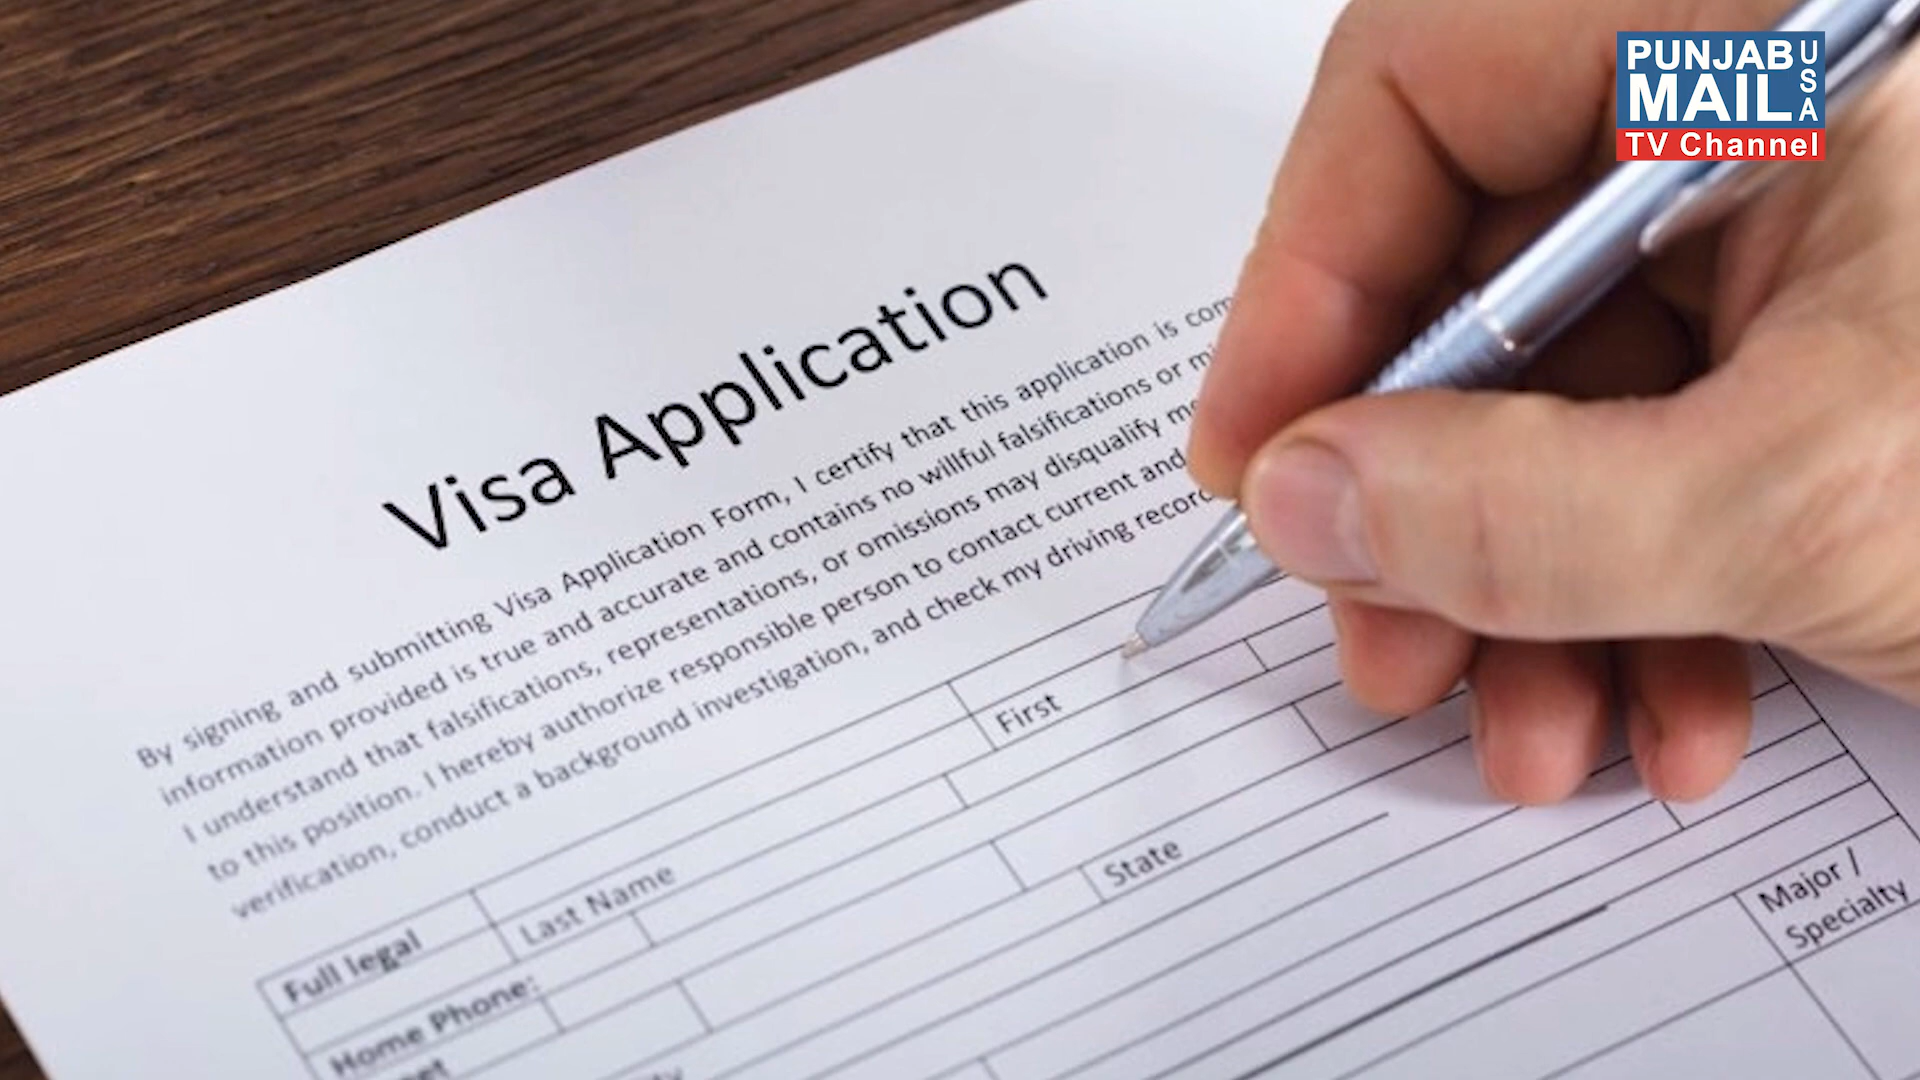 PUNJAB USA
MAIL
TV Channel
Visa Application
By signing and submitting Visa Application Form, I certify that this application is com
information provided is true and accurate and contains no willful falsifications or mi
I understand that falsifications, representations, or omissions may disqualify me
to this position. I hereby authorize responsible person to contact current and
verification, conduct a background investigation, and check my driving record
Full legal
Last Name
First
Home Phone:
State
Major /
Specialty